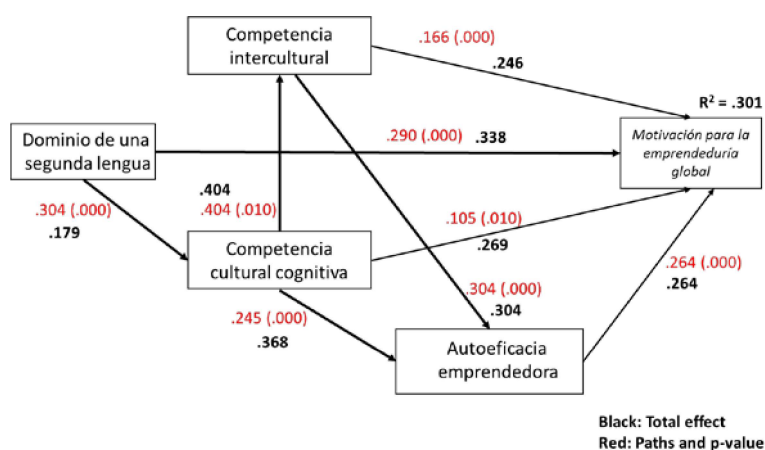 Competencia
intercultural
.166 (.000)
.246
R² = .301
Dominio de una
segunda lengua
.290 (.000) .338
Motivación para la
emprendeduría
global
.304 (.000)
.179
.404
.404 (.010)
.105 (.010)
.269
Competencia
cultural cognitiva
.264 (.000)
.264
.304 (.000)
.304
.245 (.000)
.368
Autoeficacia
emprendedora
Black: Total effect
Red: Paths and p-value